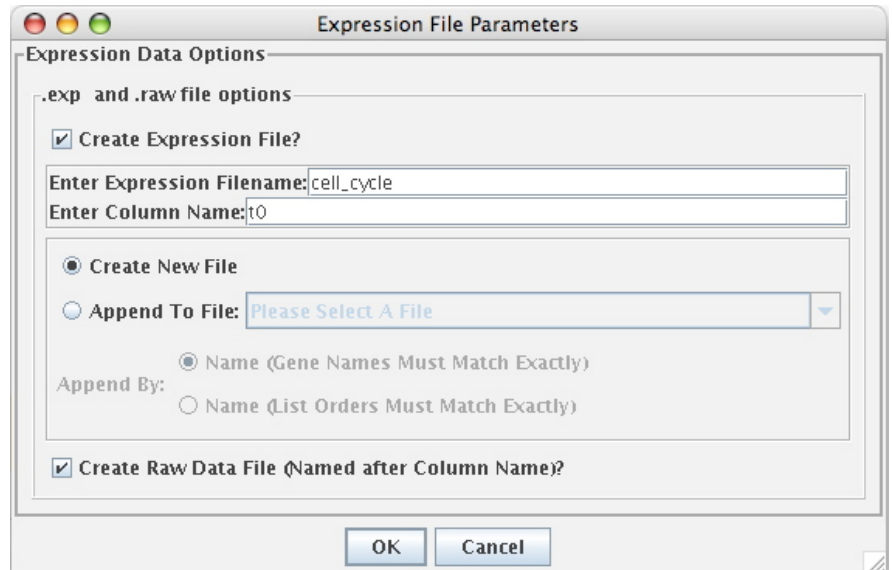 Expression File Parameters
Expression Data Options
.exp and .raw file options
Create Expression File?
Enter Expression Filename: cell_cycle
Enter Column Name: t0
Create New File
Append To File: Please Select A File
Append By:
Name (Gene Names Must Match Exactly)
Name (List Orders Must Match Exactly)
Create Raw Data File (Named after Column Name)?
OK Cancel